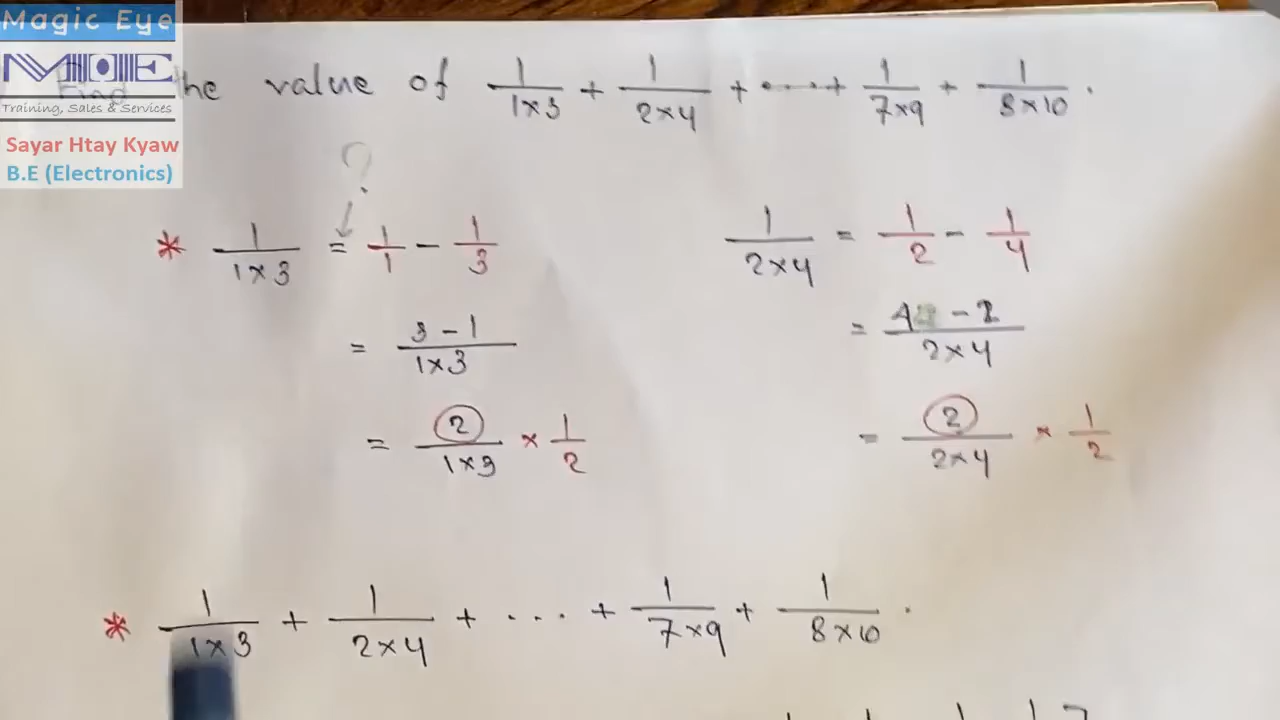 Magic Eye
MOE
Training, Sales & Services
Sayar Htay Kyaw
B.E (Electronics)
Find the value of 1/(1×3) + 1/(2×4) + ..... + 1/(7×9) + 1/(8×10) .
?
* 1/(1×3) = 1/1 - 1/3
= (3-1)/(1×3)
= 2/(1×3) × 1/2
1/(2×4) = 1/2 - 1/4
= (4-2)/(2×4)
= 2/(2×4) × 1/2
* 1/(1×3) + 1/(2×4) + ... + 1/(7×9) + 1/(8×10) .